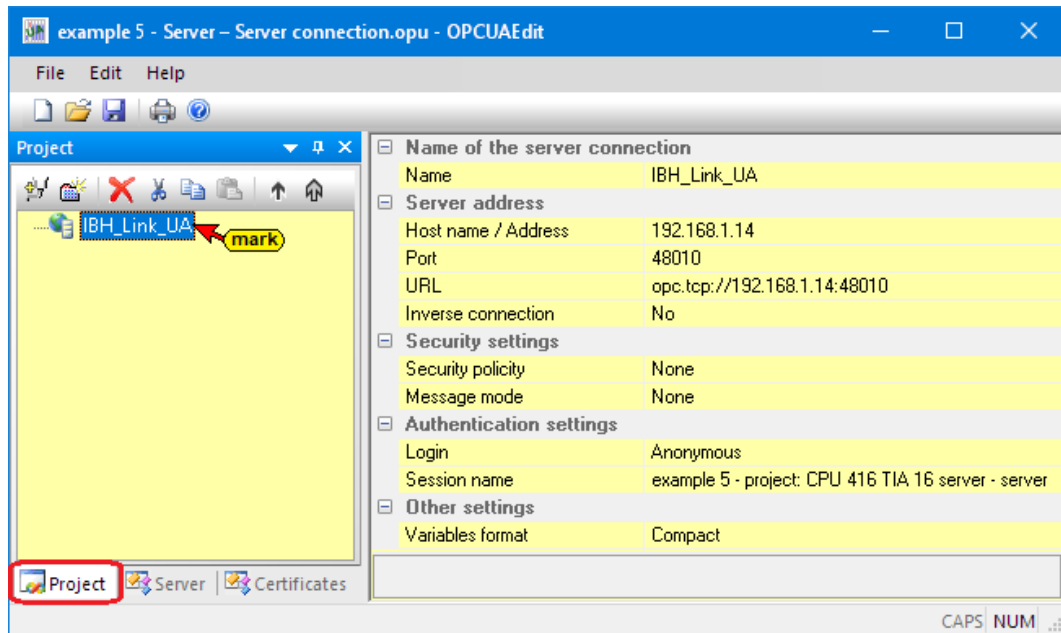 example 5 - Server – Server connection.opu - OPCUAEdit
File Edit Help
Project
IBH_Link_UA
mark
Name of the server connection
Name IBH_Link_UA
Server address
Host name / Address 192.168.1.14
Port 48010
URL opc.tcp://192.168.1.14:48010
Inverse connection No
Security settings
Security policity None
Message mode None
Authentication settings
Login Anonymous
Session name example 5 - project: CPU 416 TIA 16 server - server
Other settings
Variables format Compact
Project Server Certificates
CAPS NUM